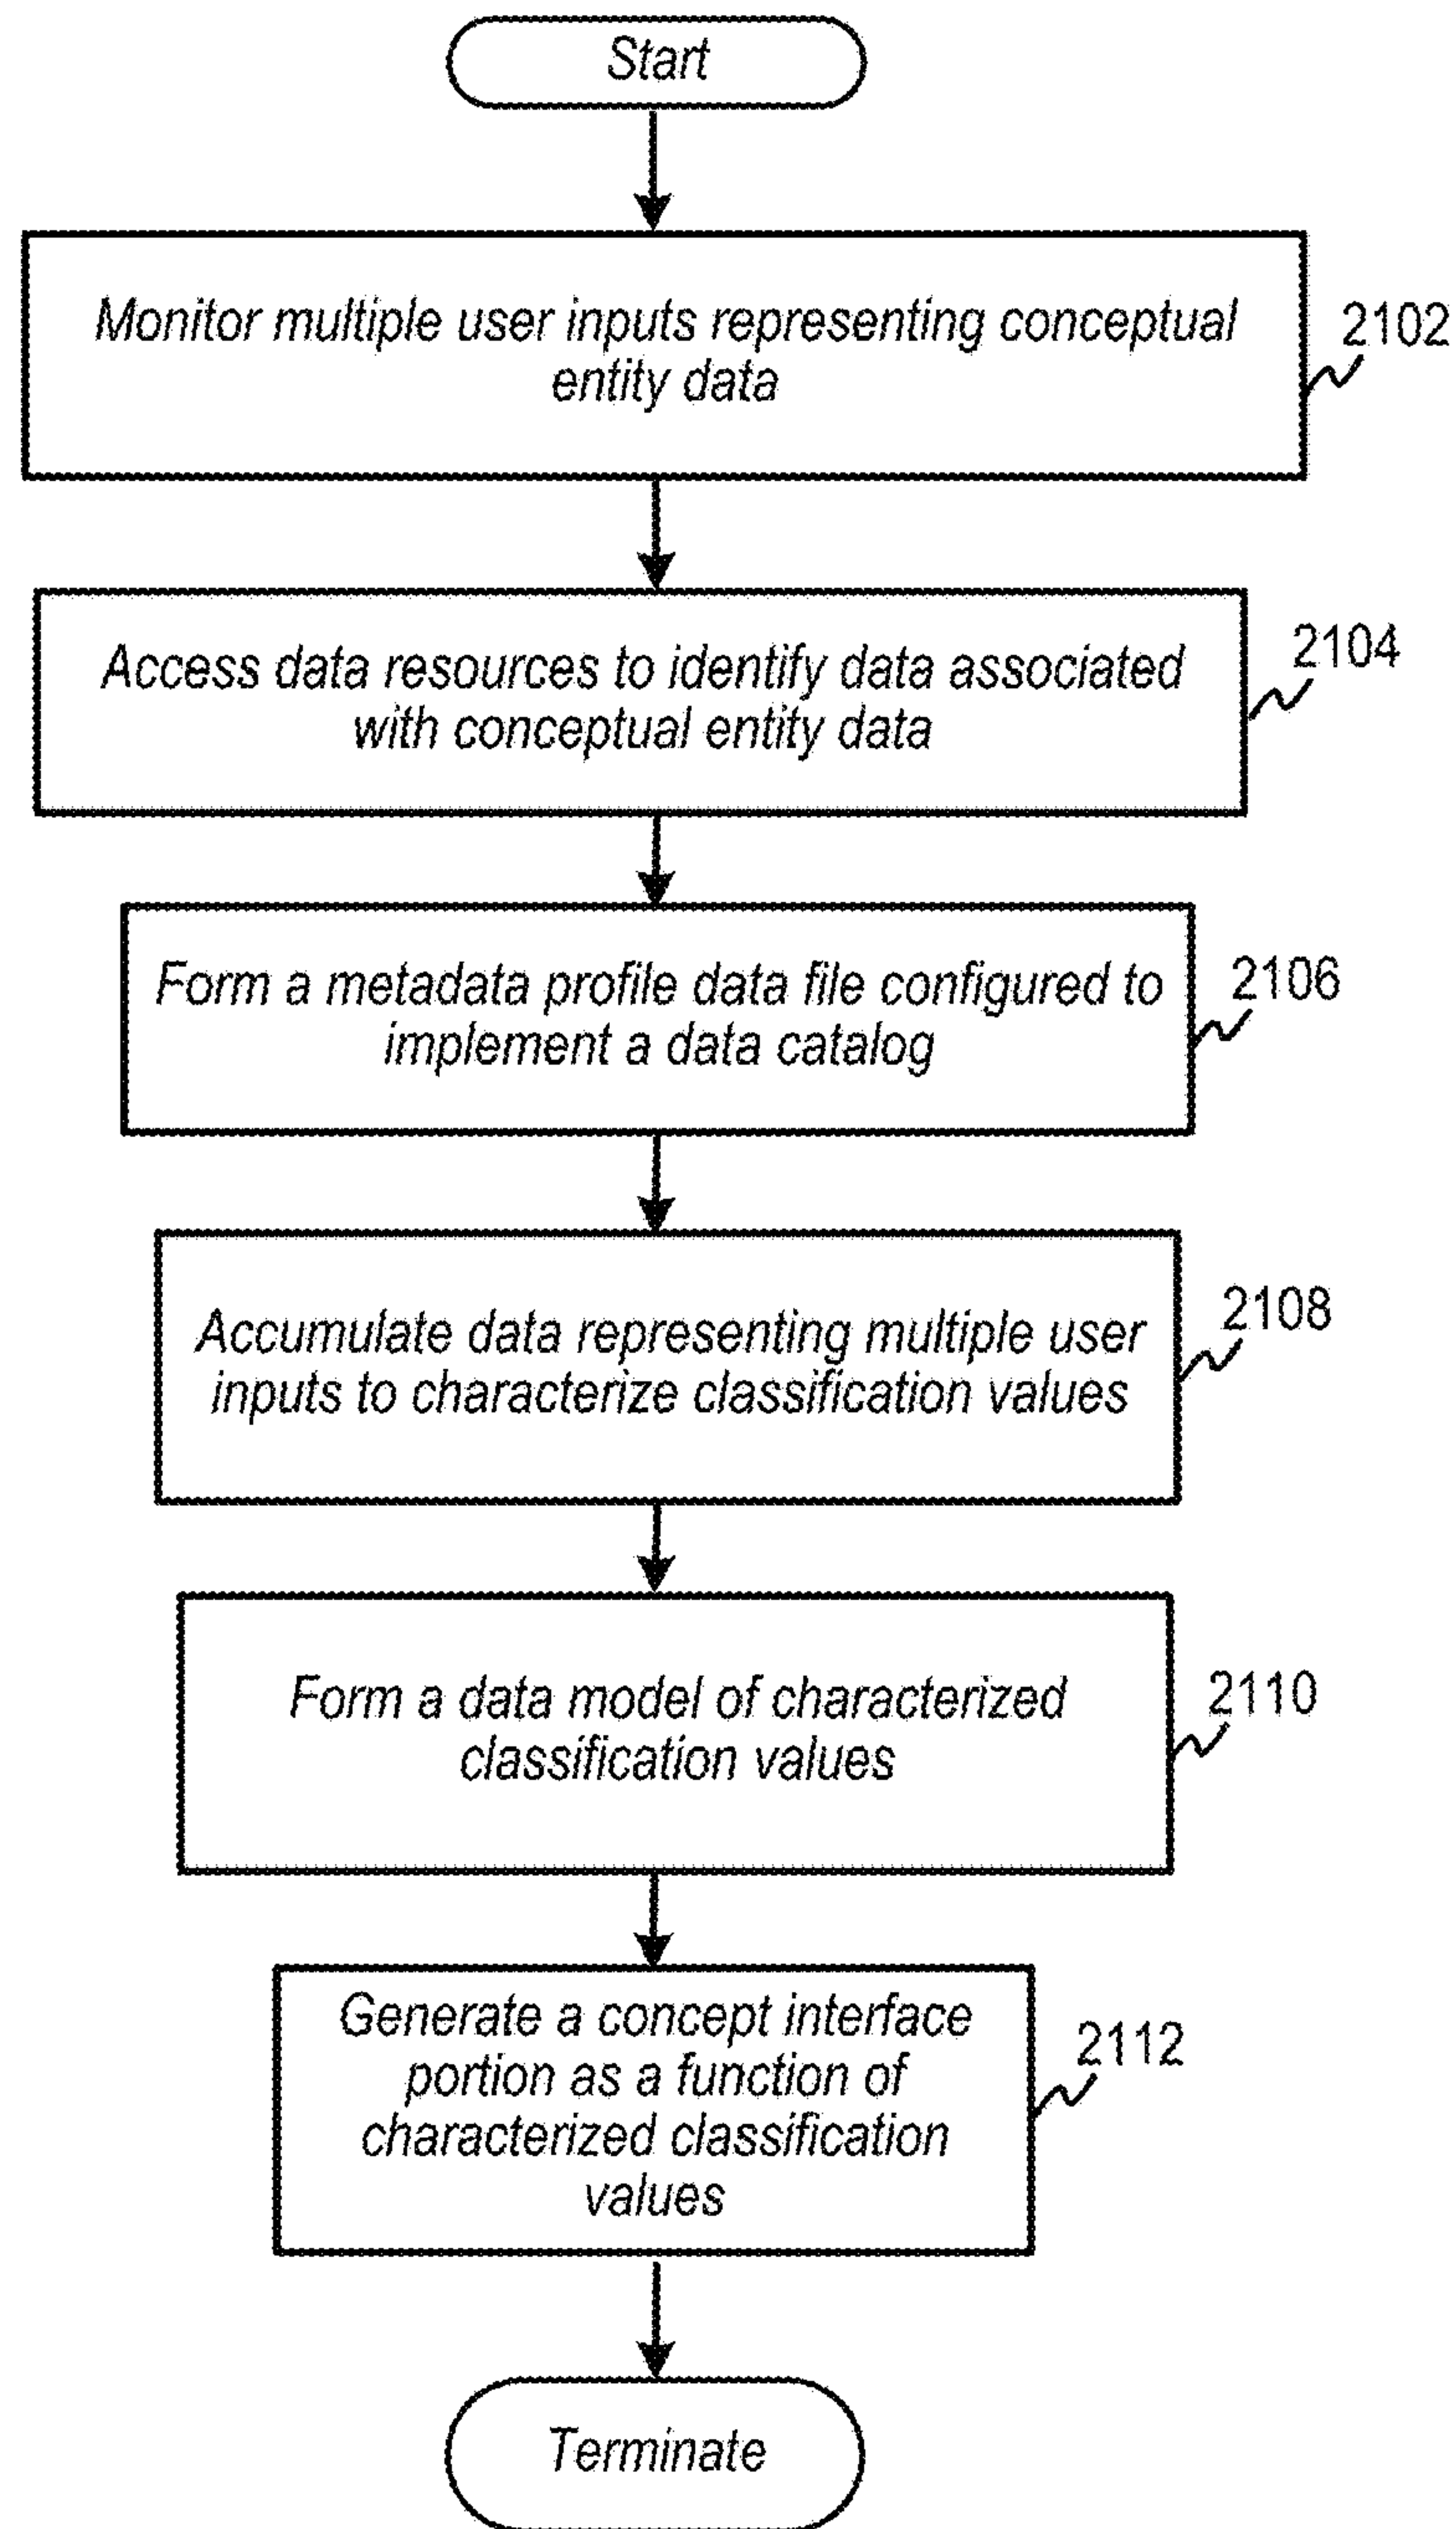 Start
Monitor multiple user inputs representing conceptual
entity data
2102
Access data resources to identify data associated
with conceptual entity data
2104
Form a metadata profile data file configured to
implement a data catalog
2106
Accumulate data representing multiple user
inputs to characterize classification values
2108
Form a data model of characterized
classification values
2110
Generate a concept interface
portion as a function of
characterized classification
values
2112
Terminate